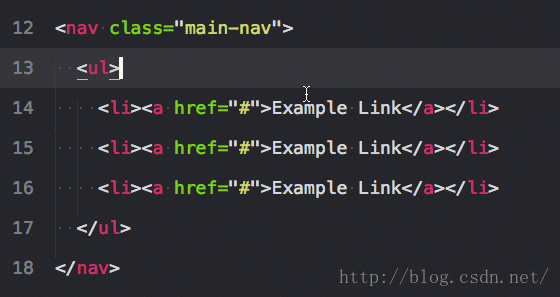 12 <nav class="main-nav">
13 <ul>
14 <li><a href="#">Example Link</a></li>
15 <li><a href="#">Example Link</a></li>
16 <li><a href="#">Example Link</a></li>
17 </ul>
18 </nav>
http://blog.csdn.net/